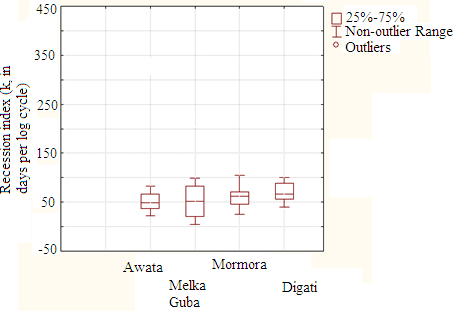 450
350
250
150
50
-50
Recession index (k, in
days per log cycle)
25%-75%
Non-outlier Range
Outliers
Awata
Melka
Guba
Mormora
Digati